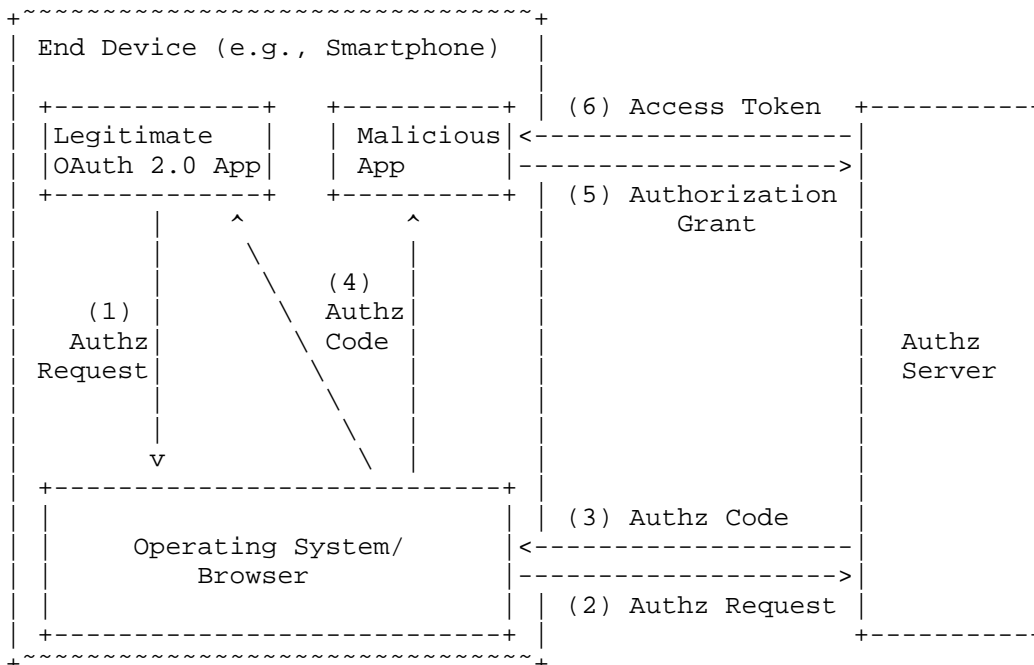 End Device (e.g., Smartphone)
(6) Access Token
Legitimate Malicious
OAuth 2.0 App App
(5) Authorization
Grant
(4)
(1) Authz
Authz Code Authz
Request Server
(3) Authz Code
Operating System/
Browser
(2) Authz Request